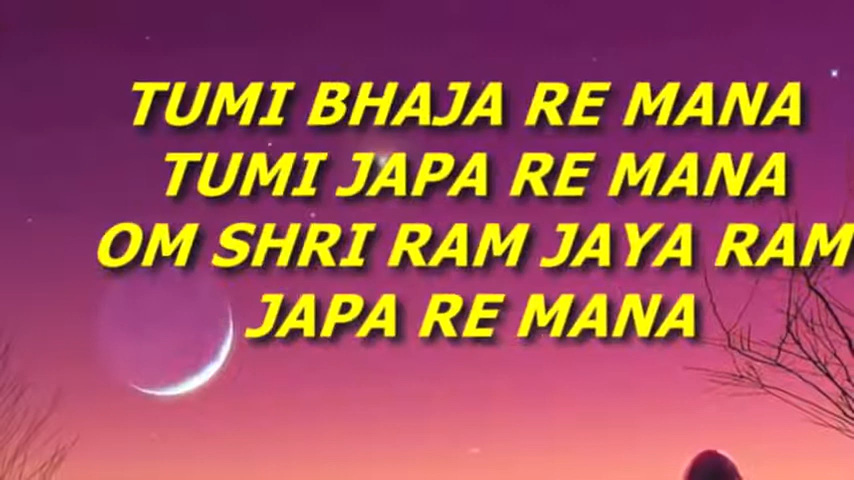 TUMI BHAJA RE MANA
TUMI JAPA RE MANA
OM SHRI RAM JAYA RAM
JAPA RE MANA